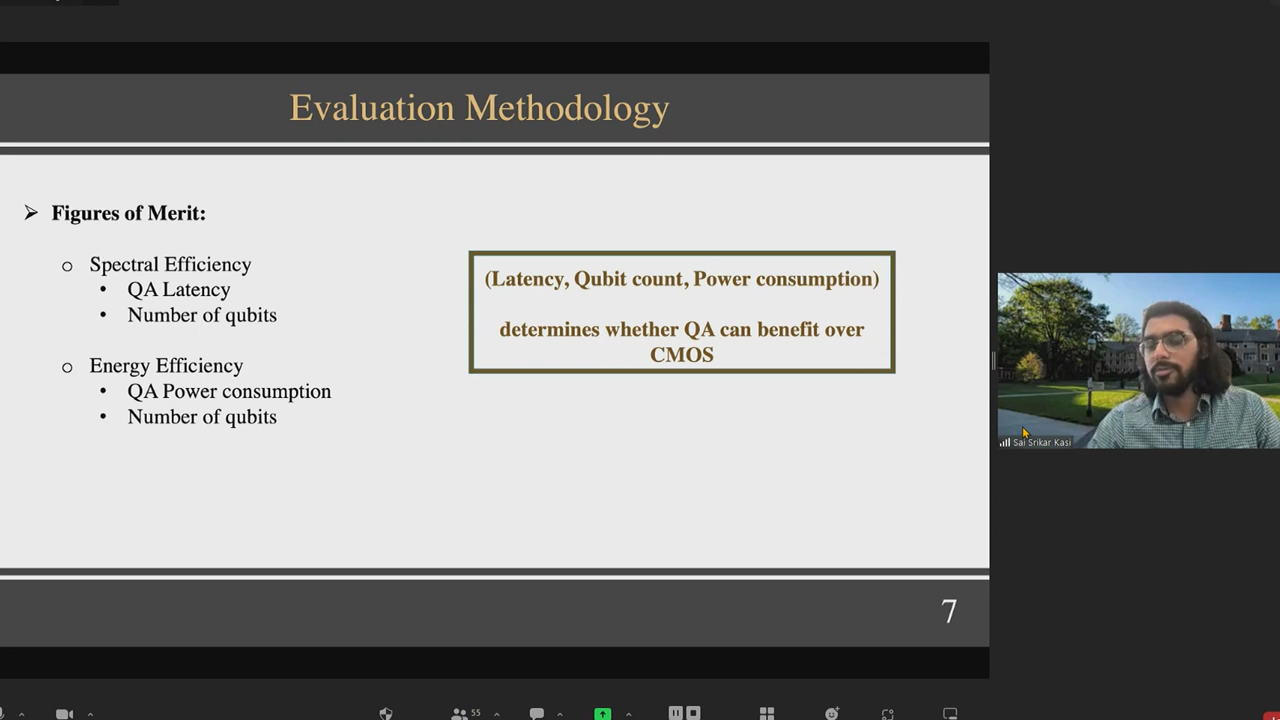 Evaluation Methodology
➢ Figures of Merit:
o Spectral Efficiency
• QA Latency
• Number of qubits
o Energy Efficiency
• QA Power consumption
• Number of qubits
(Latency, Qubit count, Power consumption)
determines whether QA can benefit over
CMOS
Sai Srikar Kasi
7
55